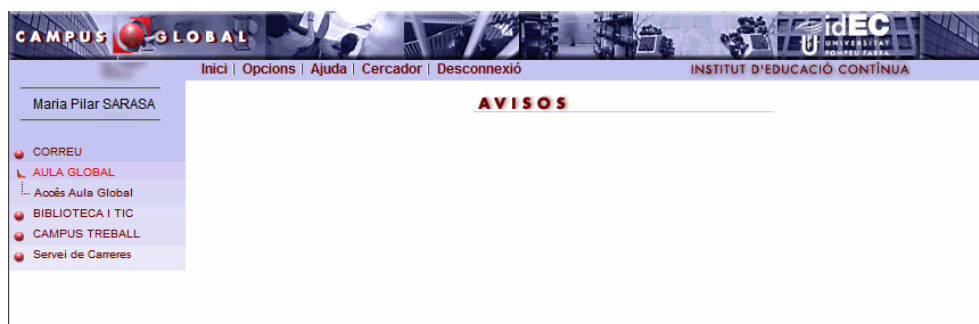 CAMPUS GLOBAL
idEC
UNIVERSITAT
POMPEU FABRA
Inici | Opcions | Ajuda | Cercador | Desconnexió
INSTITUT D'EDUCACIÓ CONTÍNUA
Maria Pilar SARASA
AVISOS
CORREU
AULA GLOBAL
Accés Aula Global
BIBLIOTECA I TIC
CAMPUS TREBALL
Servei de Carreres